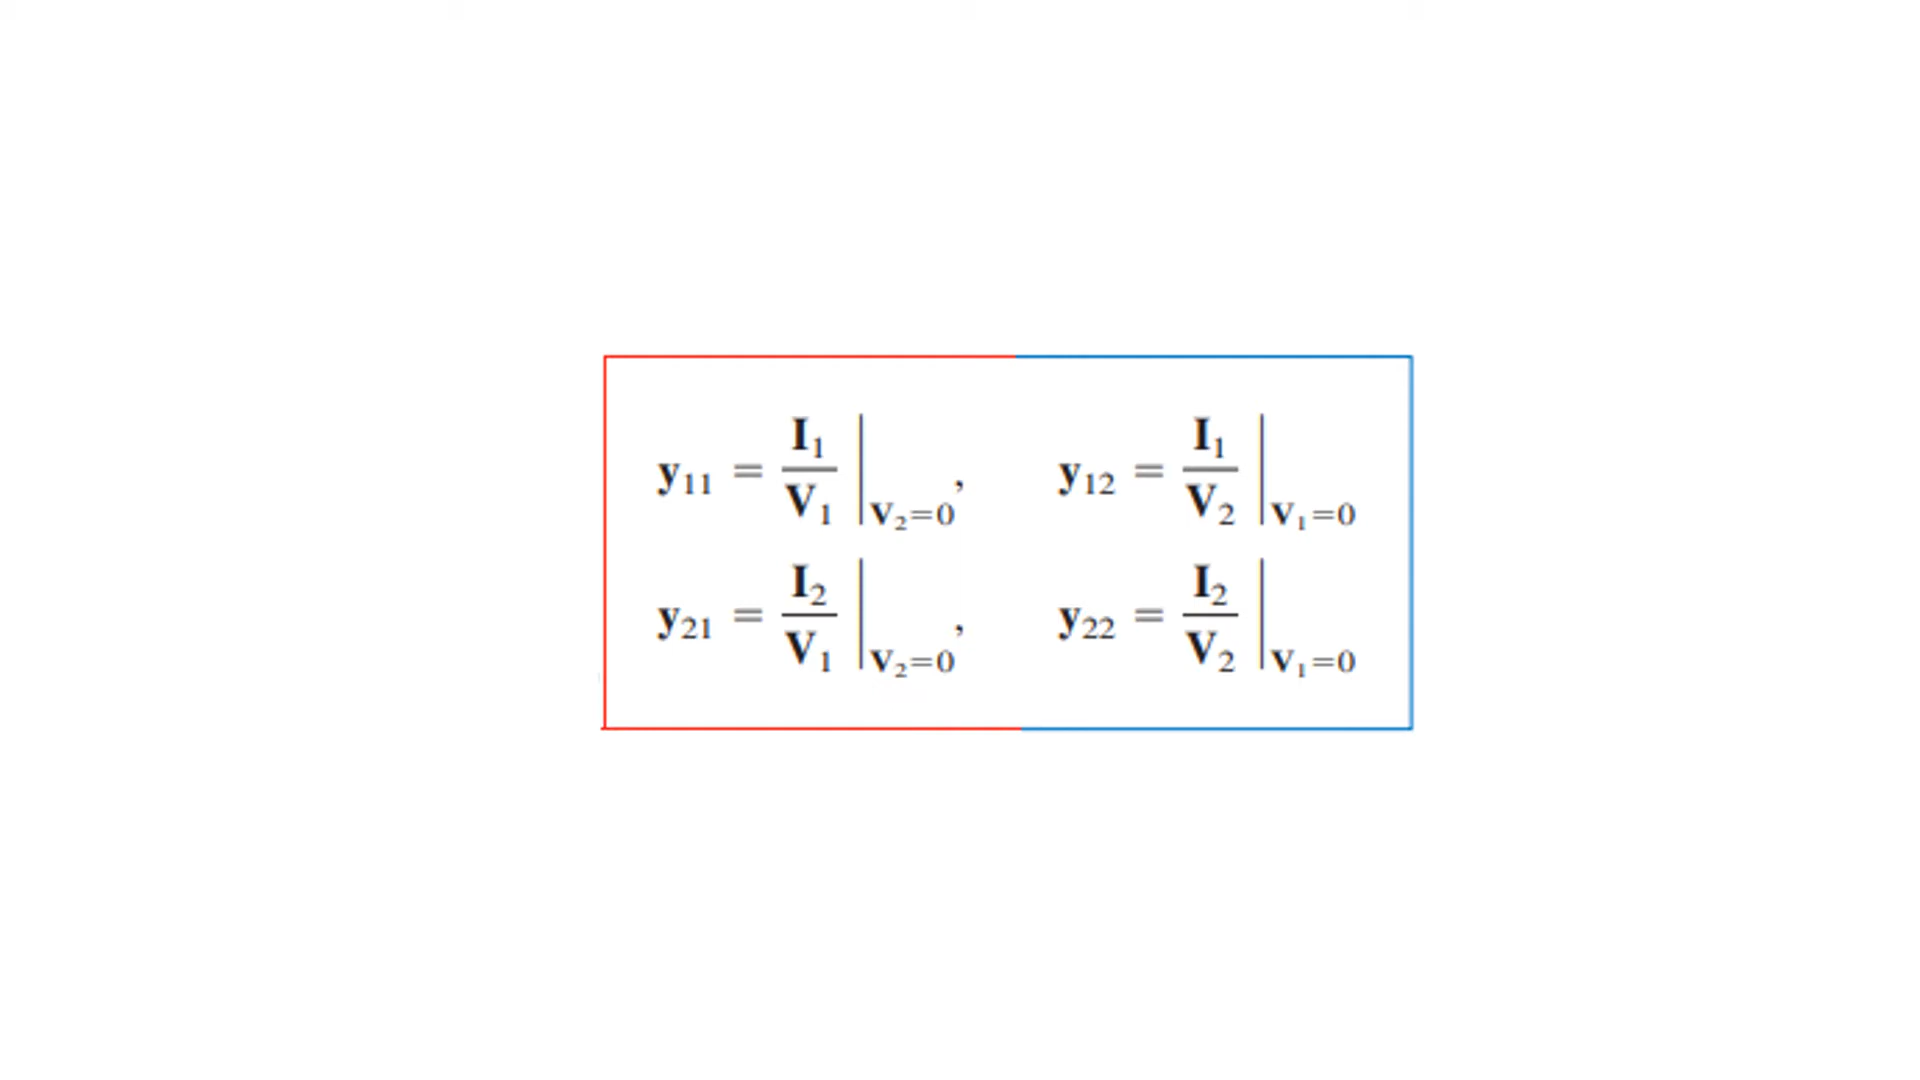 y₁₁ = I₁/V₁ |V₂=0, y₁₂ = I₁/V₂ |V₁=0
y₂₁ = I₂/V₁ |V₂=0, y₂₂ = I₂/V₂ |V₁=0